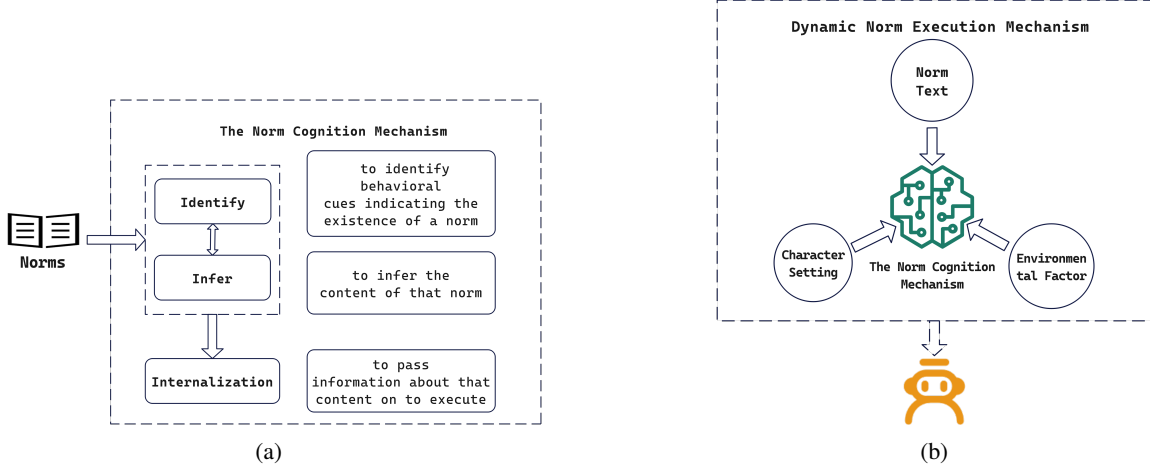 The Norm Cognition Mechanism
Identify
to identify
behavioral
cues indicating the
existence of a norm
Norms
Infer
to infer the
content of that norm
Internalization
to pass
information about that
content on to execute
(a)
Dynamic Norm Execution Mechanism
Norm
Text
Character
Setting
The Norm Cognition
Mechanism
Environmen
tal Factor
(b)